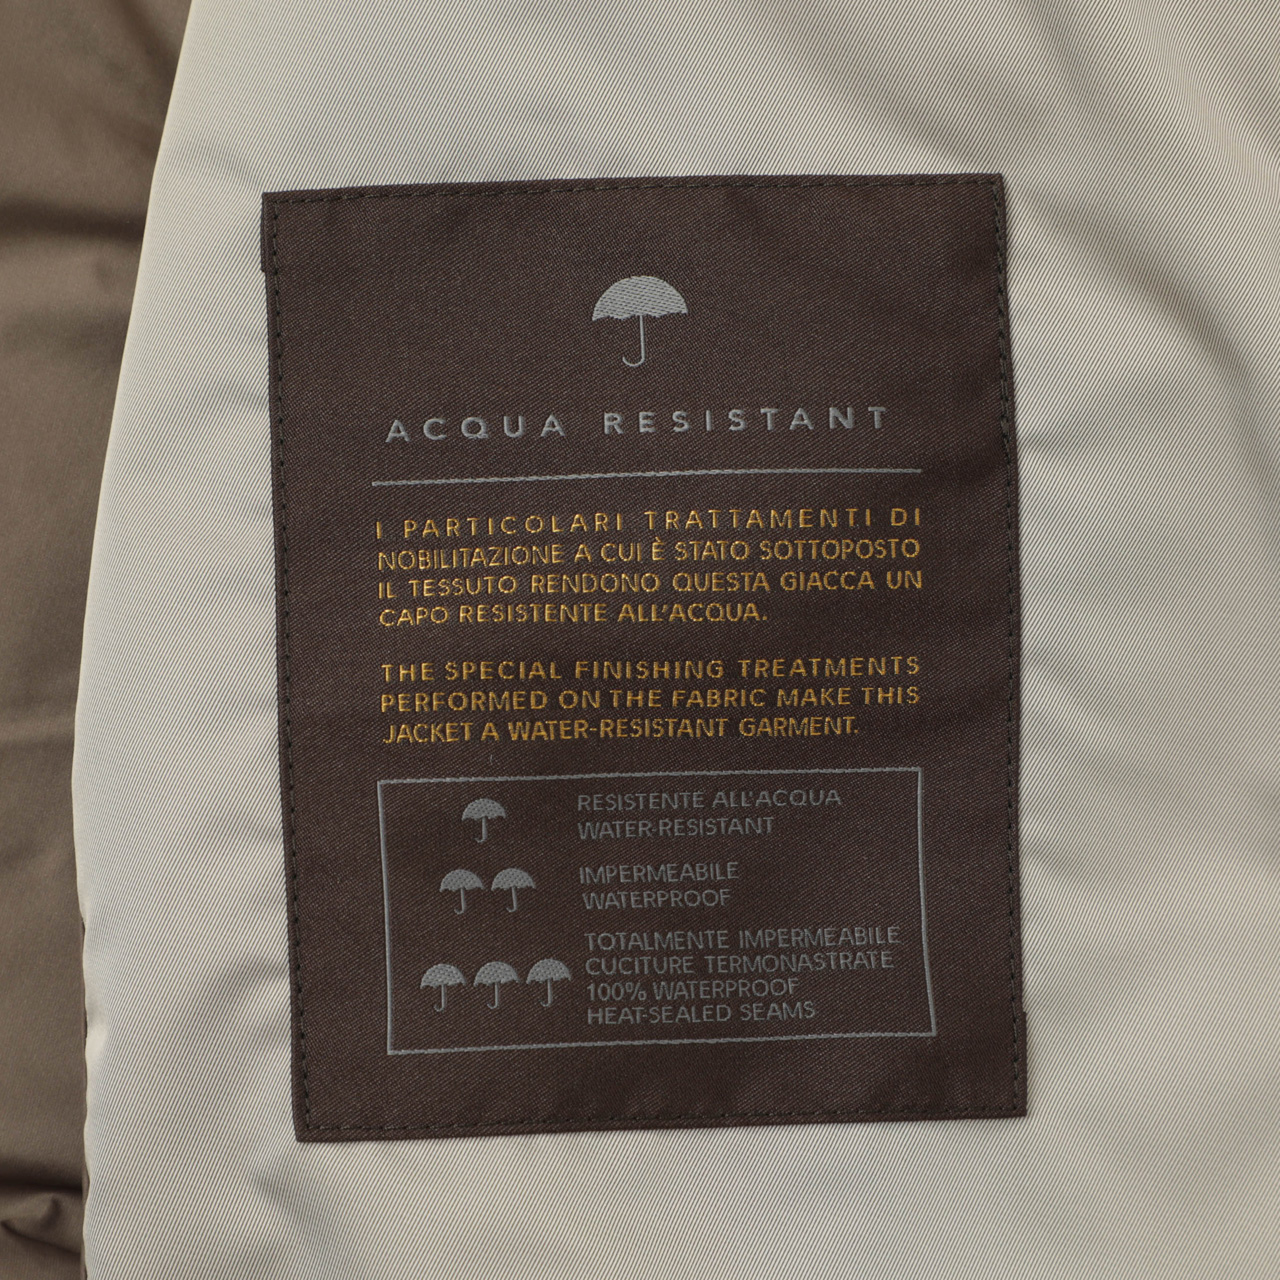 ACQUA RESISTANT
I PARTICOLARI TRATTAMENTI DI
NOBILITAZIONE A CUI È STATO SOTTOPOSTO
IL TESSUTO RENDONO QUESTA GIACCA UN
CAPO RESISTENTE ALL'ACQUA.
THE SPECIAL FINISHING TREATMENTS
PERFORMED ON THE FABRIC MAKE THIS
JACKET A WATER-RESISTANT GARMENT.
RESISTENTE ALL'ACQUA
WATER-RESISTANT
IMPERMEABILE
WATERPROOF
TOTALMENTE IMPERMEABILE
CUCITURE TERMONASTRATE
100% WATERPROOF
HEAT-SEALED SEAMS